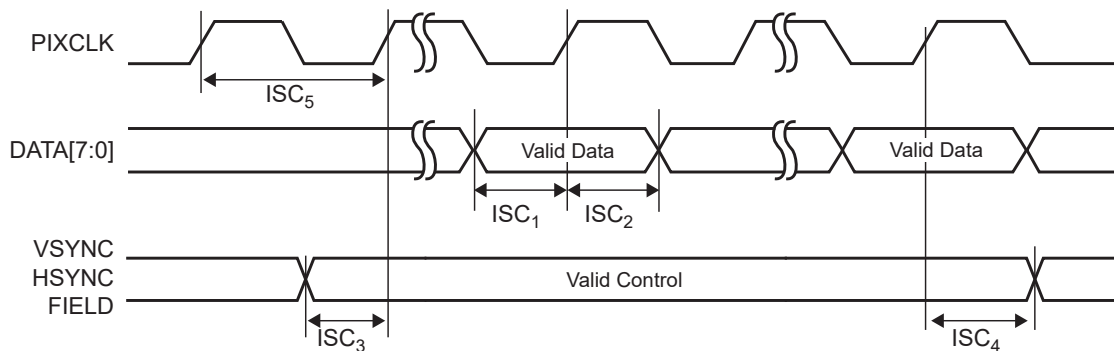 PIXCLK
ISC₅
DATA[7:0]
Valid Data
Valid Data
ISC₁
ISC₂
VSYNC
HSYNC
FIELD
Valid Control
ISC₃
ISC₄